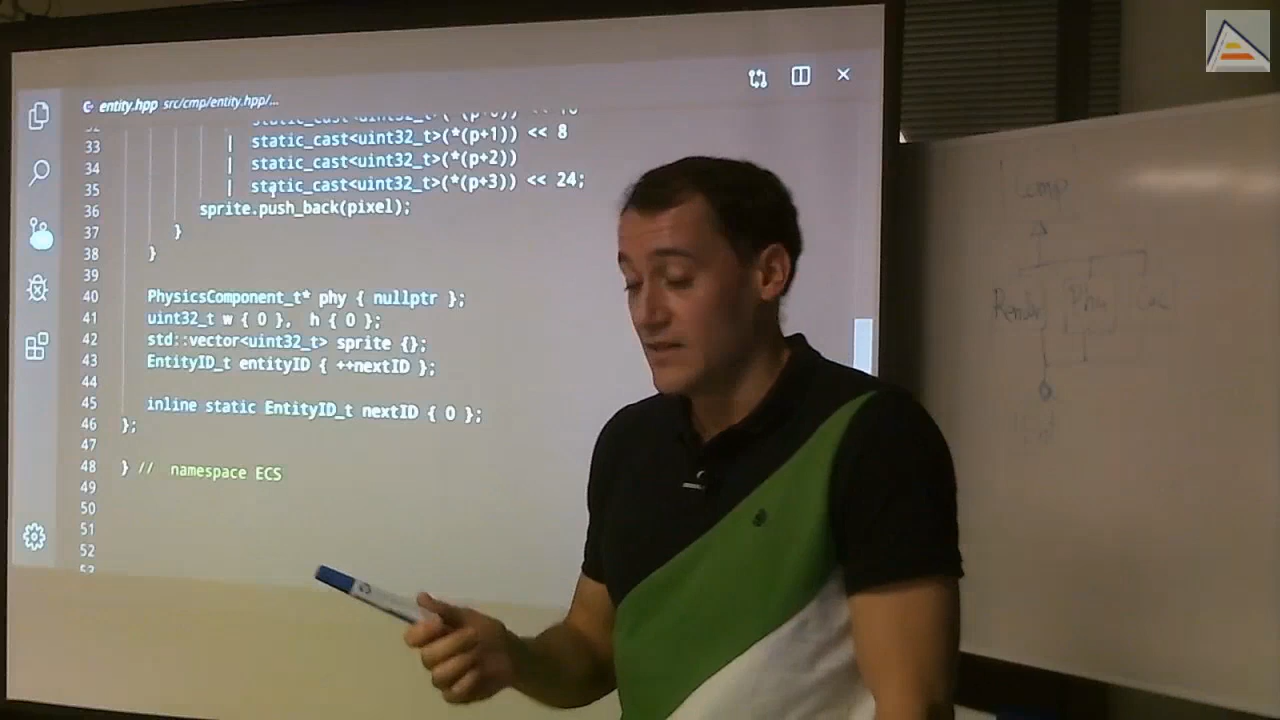 entity.hpp src/cmp/entity.hpp/...
33 | static_cast<uint32_t>(*(p+1)) << 8
34 | static_cast<uint32_t>(*(p+2))
35 | static_cast<uint32_t>(*(p+3)) << 24;
36 sprite.push_back(pixel);
37 }
38 }
39
40 PhysicsComponent_t* phy { nullptr };
41 uint32_t w { 0 }, h { 0 };
42 std::vector<uint32_t> sprite {};
43 EntityID_t entityID { ++nextID };
44
45 inline static EntityID_t nextID { 0 };
46 };
47
48 } // namespace ECS
49
50
51
52
Phy